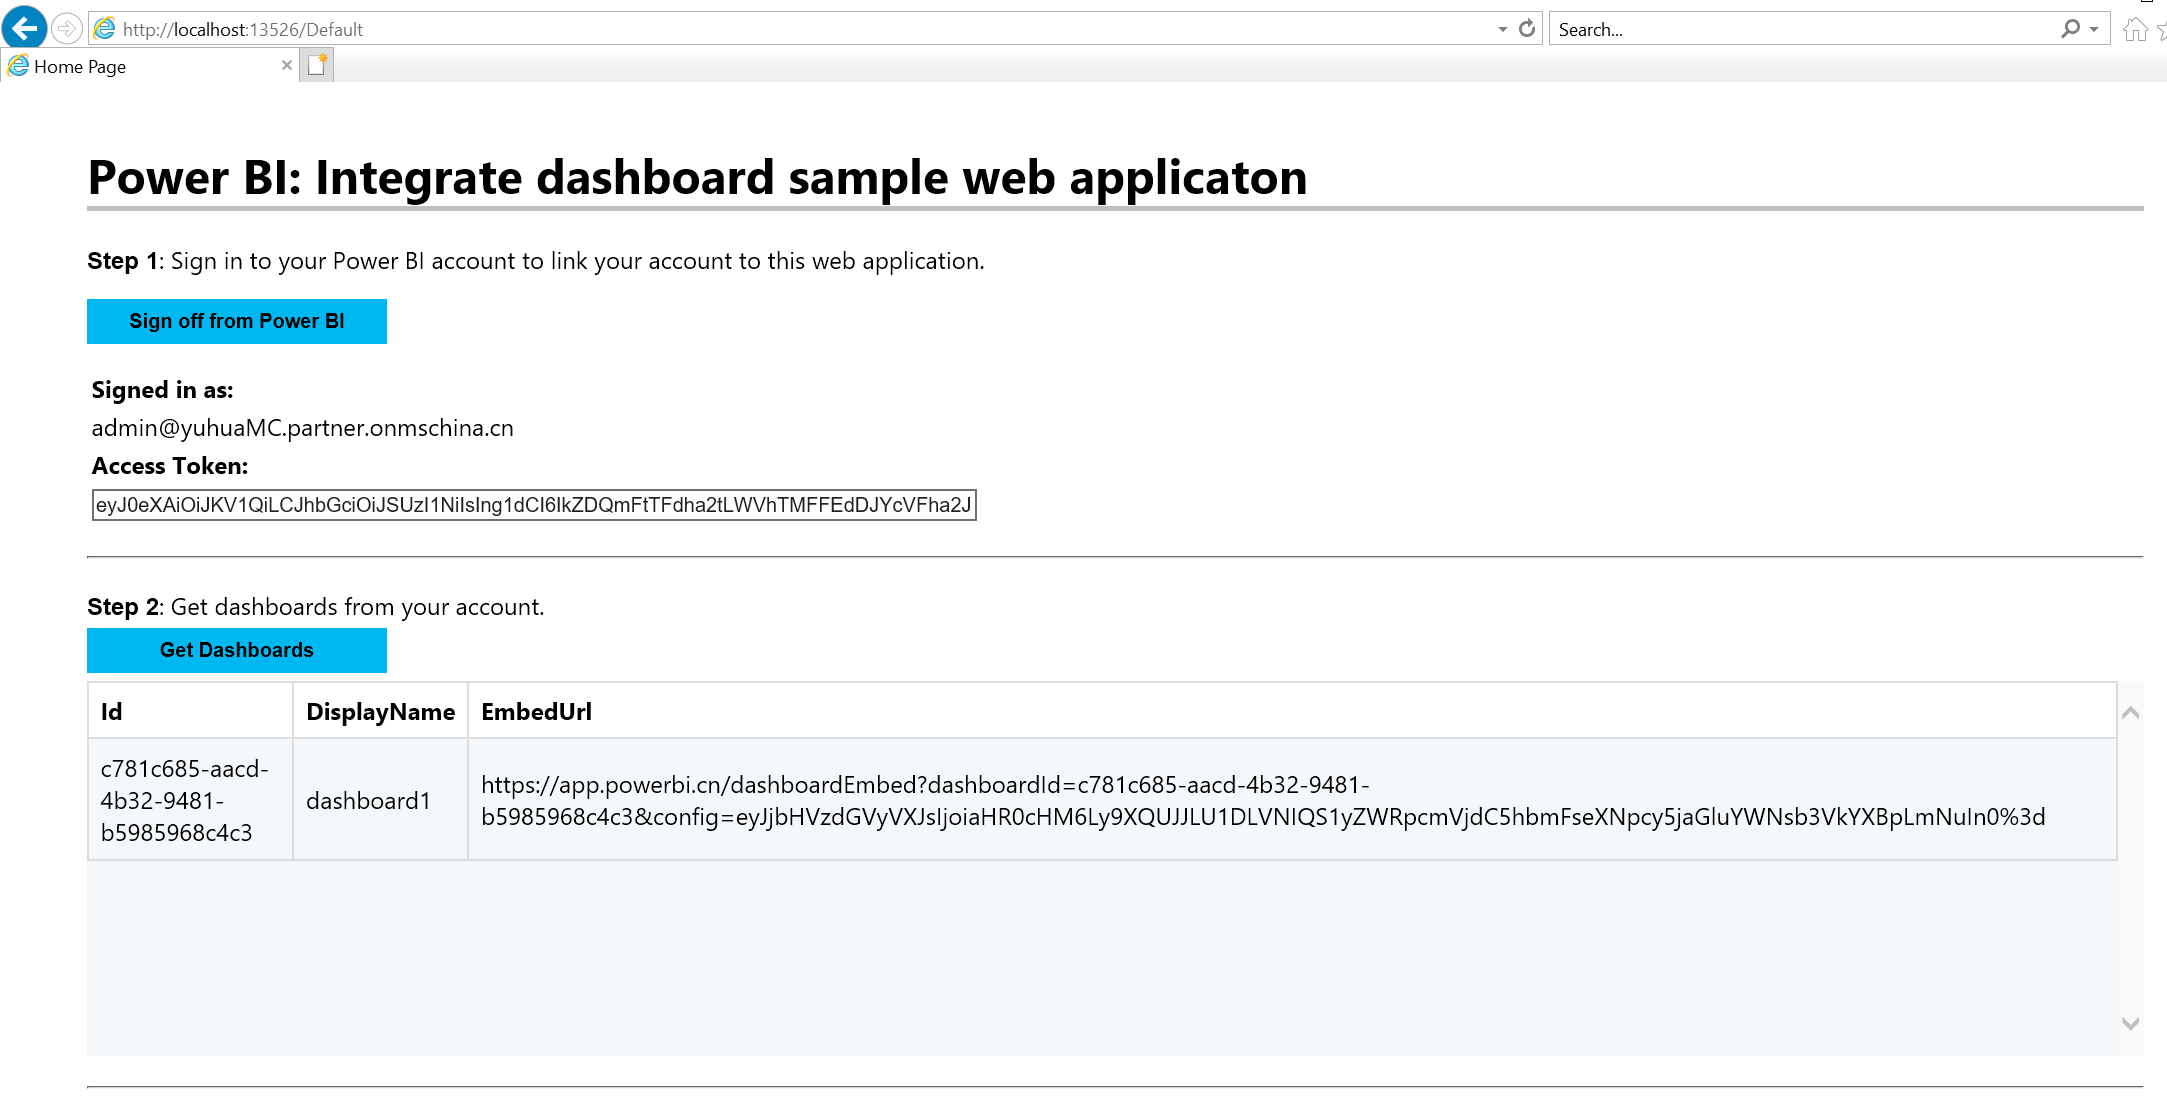 http://localhost:13526/Default
Search...
Home Page
Power BI: Integrate dashboard sample web applicaton
Step 1: Sign in to your Power BI account to link your account to this web application.
Sign off from Power BI
Signed in as:
admin@yuhuaMC.partner.onmschina.cn
Access Token:
eyJ0eXAiOiJKV1QiLCJhbGciOiJSUzI1NiIsIng1dCI6IkZDQmFtTFdha2tLWVhTMFFEdDJYcVFha2J
Step 2: Get dashboards from your account.
Get Dashboards
Id DisplayName EmbedUrl
c781c685-aacd-
4b32-9481-
b5985968c4c3
dashboard1
https://app.powerbi.cn/dashboardEmbed?dashboardId=c781c685-aacd-4b32-9481-
b5985968c4c3&config=eyJjbHVzdGVyVXJsIjoiaHR0cHM6Ly9XQUJJLU1DLVNIQS1yZWRpcmVjdC5hbmFseXNpcy5jaGluYWNsb3VkYXBpLmNuIn0%3d